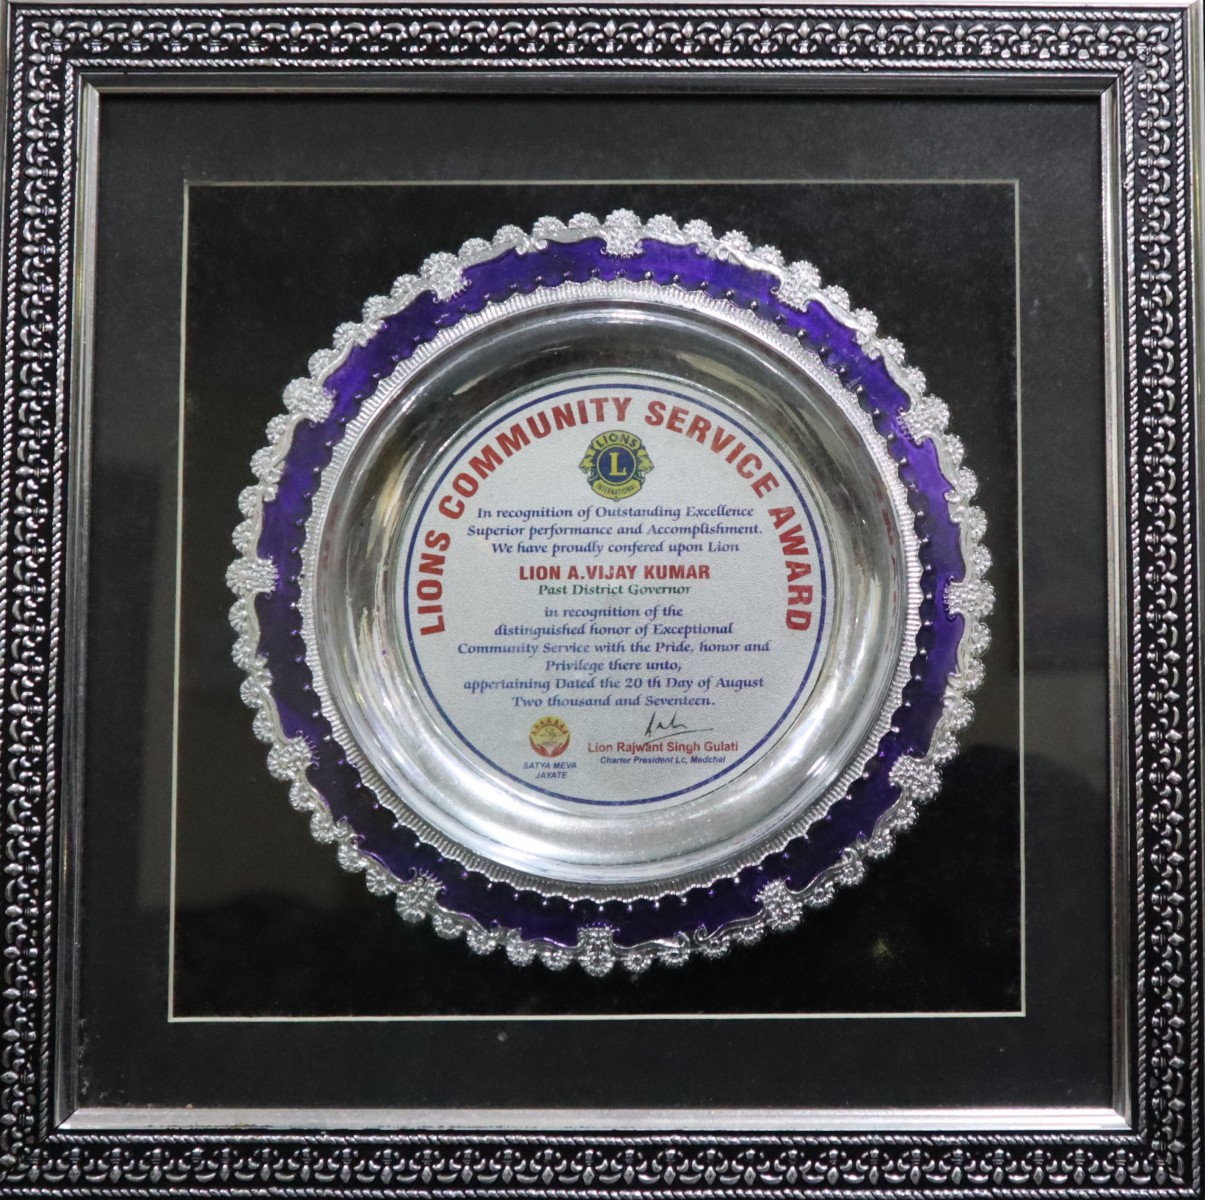 LIONS COMMUNITY SERVICE AWARD
LIONS
L
INTERNATIONAL
In recognition of Outstanding Excellence
Superior performance and Accomplishment.
We have proudly confered upon Lion
LION A.VIJAY KUMAR
Past District Governor
in recognition of the
distinguished honor of Exceptional
Community Service with the Pride, honor and
Privilege there unto,
appertaining Dated the 20 th Day of August
Two thousand and Seventeen.
SATYA MEVA
JAYATE
Lion Rajwant Singh Gulati
Charter President Lc, Medchal